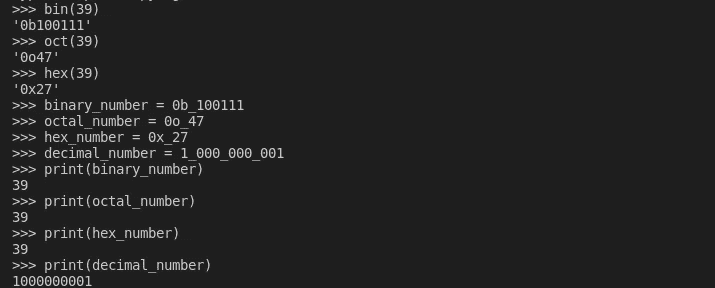 >>> bin(39)
'0b100111'
>>> oct(39)
'0o47'
>>> hex(39)
'0x27'
>>> binary_number = 0b_100111
>>> octal_number = 0o_47
>>> hex_number = 0x_27
>>> decimal_number = 1_000_000_001
>>> print(binary_number)
39
>>> print(octal_number)
39
>>> print(hex_number)
39
>>> print(decimal_number)
1000000001